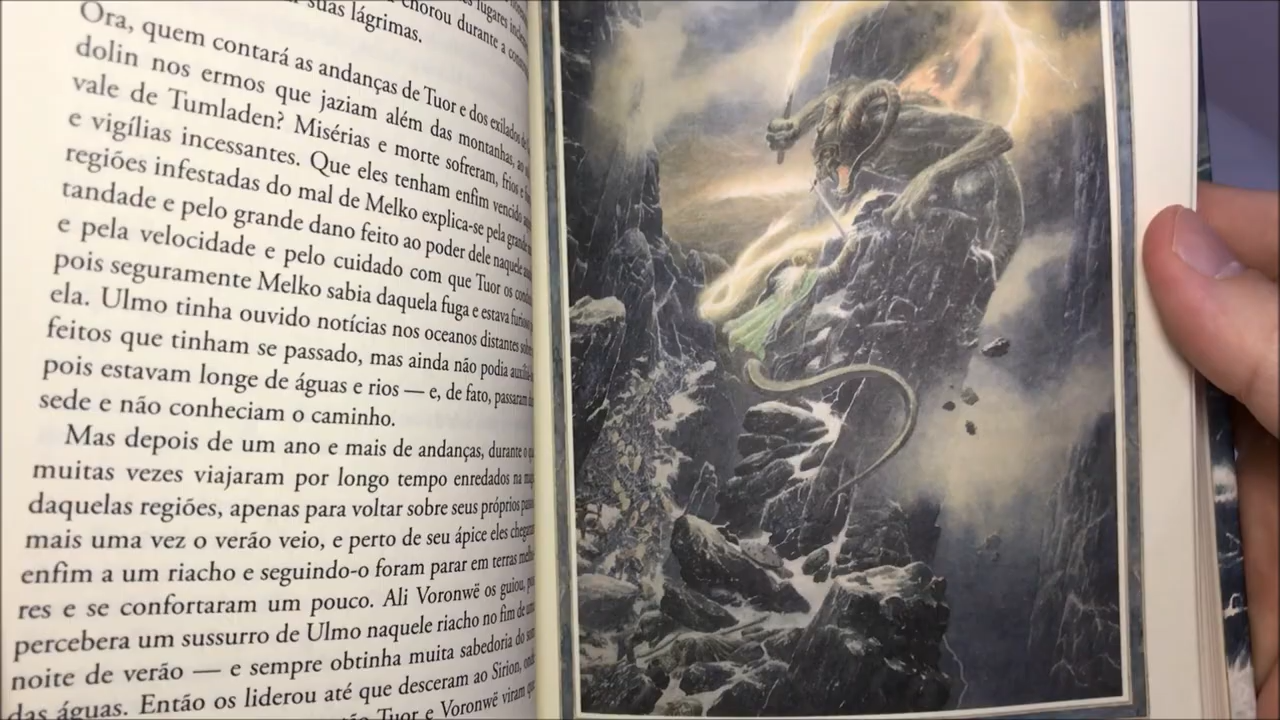 lugares
suas lágrimas. chorou durante a
Ora, quem contará as andanças de Tuor e dos exilados de
dolin nos ermos que jaziam além das montanhas, ao
vale de Tumladen? Misérias e morte sofreram, frios e
e vigílias incessantes. Que eles tenham enfim vencido
regiões infestadas do mal de Melko explica-se pela grande
tandade e pelo grande dano feito ao poder dele naquele
e pela velocidade e pelo cuidado com que Tuor os
pois seguramente Melko sabia daquela fuga e estava furioso
ela. Ulmo tinha ouvido notícias nos oceanos distantes
feitos que tinham se passado, mas ainda não podia
pois estavam longe de águas e rios — e, de fato, passaram
sede e não conheciam o caminho.
Mas depois de um ano e mais de andanças, durante o
muitas vezes viajaram por longo tempo enredados na
daquelas regiões, apenas para voltar sobre seus próprios
mais uma vez o verão veio, e perto de seu ápice eles
enfim a um riacho e seguindo-o foram parar em terras
res e se confortaram um pouco. Ali Voronwë os guiou,
percebera um sussurro de Ulmo naquele riacho no fim de
noite de verão — e sempre obtinha muita sabedoria do
das águas. Então os liderou até que desceram ao Sirion,
Tuor e Voronwë viram